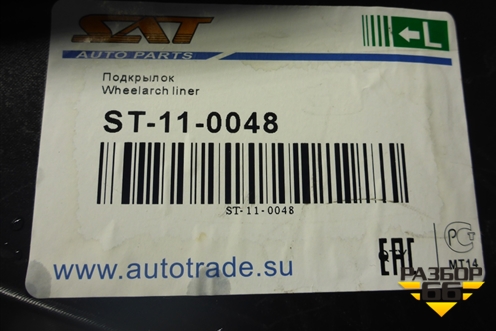 SAT
AUTO PARTS
L
Подкрылок
Wheelarch liner
ST-11-0048
ST-11-0048
www.autotrade.su
EAC
PC
MT14
РАЗБОР
66